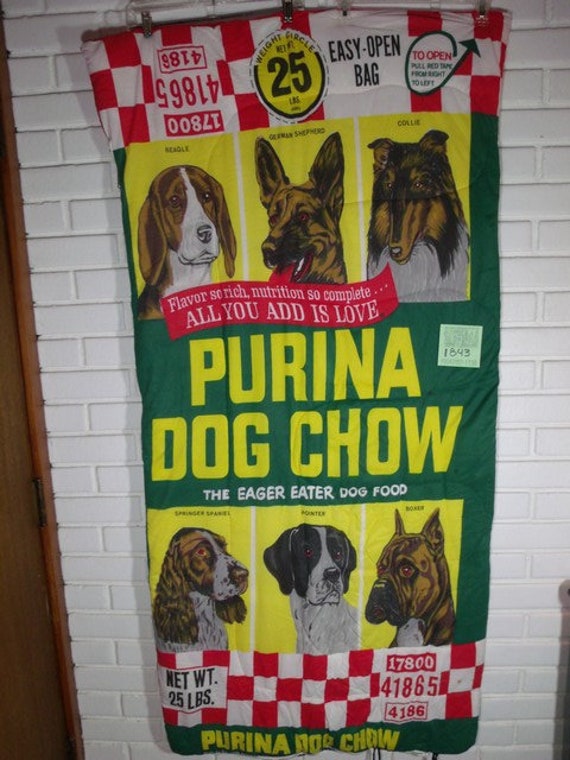 4186
41865
17800
WEIGHT CIRCLE
NET WT.
25
LBS.
EASY-OPEN
BAG
TO OPEN
PULL RED TAPE
FROM RIGHT
TO LEFT
BEAGLE
GERMAN SHEPHERD
COLLIE
Flavor so rich, nutrition so complete...
ALL YOU ADD IS LOVE
1843
PURINA
DOG CHOW
THE EAGER EATER DOG FOOD
SPRINGER SPANIEL
POINTER
BOXER
NET WT.
25 LBS.
17800
41865
4186
PURINA DOG CHOW